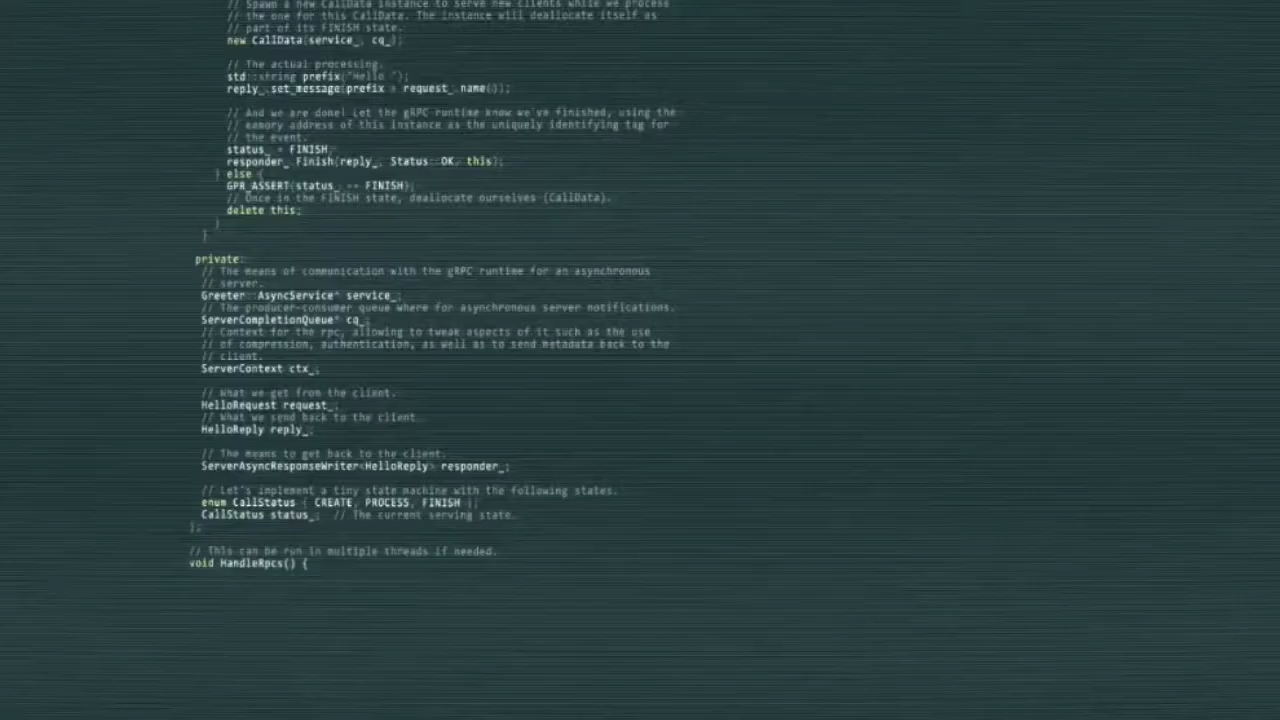 // Spawn a new CallData instance to serve new clients while we process
// the one for this CallData. The instance will deallocate itself as
// part of its FINISH state.
new CallData(service_, cq_);
// The actual processing.
std::string prefix("Hello ");
reply_.set_message(prefix + request_.name());
// And we are done! Let the gRPC runtime know we've finished, using the
// memory address of this instance as the uniquely identifying tag for
// the event.
status_ = FINISH;
responder_.Finish(reply_, Status::OK, this);
} else {
GPR_ASSERT(status_ == FINISH);
// Once in the FINISH state, deallocate ourselves (CallData).
delete this;
}
}
private:
// The means of communication with the gRPC runtime for an asynchronous
// server.
Greeter::AsyncService* service_;
// The producer-consumer queue where for asynchronous server notifications.
ServerCompletionQueue* cq_;
// Context for the rpc, allowing to tweak aspects of it such as the use
// of compression, authentication, as well as to send metadata back to the
// client.
ServerContext ctx_;
// What we get from the client.
HelloRequest request_;
// What we send back to the client.
HelloReply reply_;
// The means to get back to the client.
ServerAsyncResponseWriter<HelloReply> responder_;
// Let's implement a tiny state machine with the following states.
enum CallStatus { CREATE, PROCESS, FINISH };
CallStatus status_;  // The current serving state.
};
// This can be run in multiple threads if needed.
void HandleRpcs() {